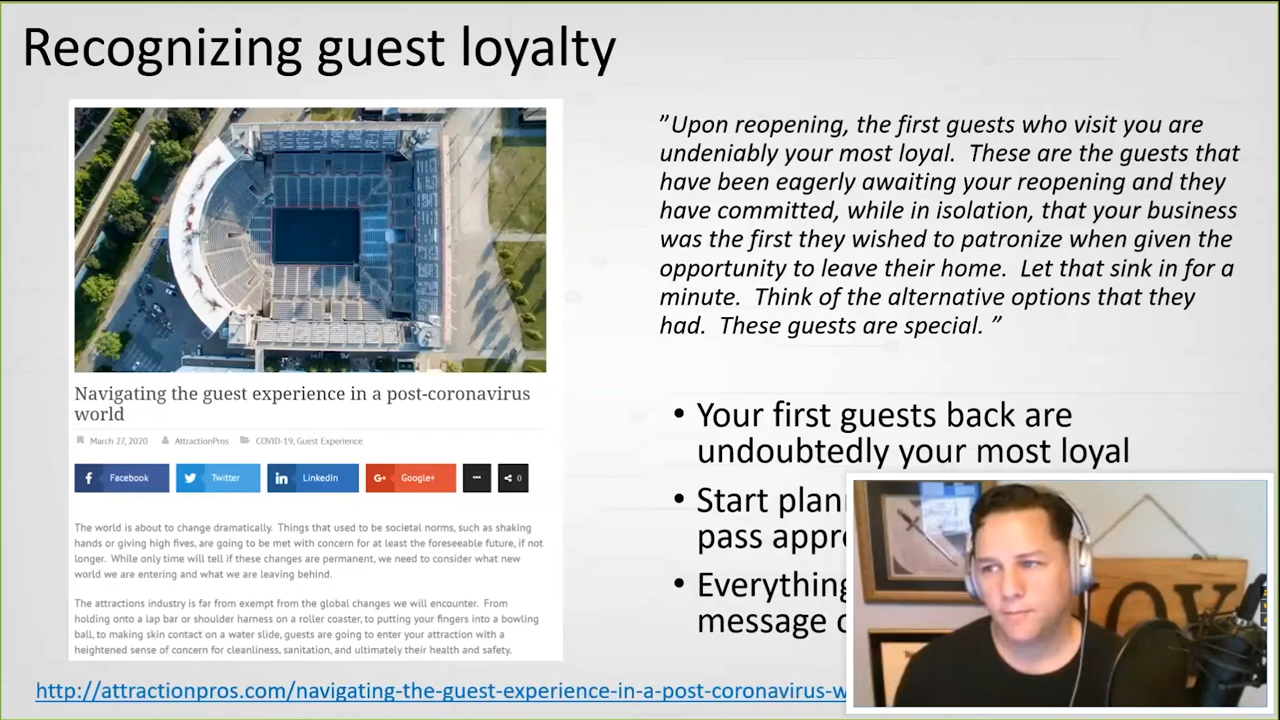 Recognizing guest loyalty
Navigating the guest experience in a post-coronavirus
world
March 27, 2020 AttractionPros COVID-19, Guest Experience
Facebook Twitter LinkedIn Google+ 0
The world is about to change dramatically. Things that used to be societal norms, such as shaking
hands or giving high fives, are going to be met with concern for at least the foreseeable future, if not
longer. While only time will tell if these changes are permanent, we need to consider what new
world we are entering and what we are leaving behind.
The attractions industry is far from exempt from the global changes we will encounter. From
holding onto a lap bar or shoulder harness on a roller coaster, to putting your fingers into a bowling
ball, to making skin contact on a water slide, guests are going to enter your attraction with a
heightened sense of concern for cleanliness, sanitation, and ultimately their health and safety.
”Upon reopening, the first guests who visit you are
undeniably your most loyal. These are the guests that
have been eagerly awaiting your reopening and they
have committed, while in isolation, that your business
was the first they wished to patronize when given the
opportunity to leave their home. Let that sink in for a
minute. Think of the alternative options that they
had. These guests are special. ”
• Your first guests back are
undoubtedly your most loyal
• Start plan
pass appr
• Everything
message
http://attractionpros.com/navigating-the-guest-experience-in-a-post-coronavirus-w